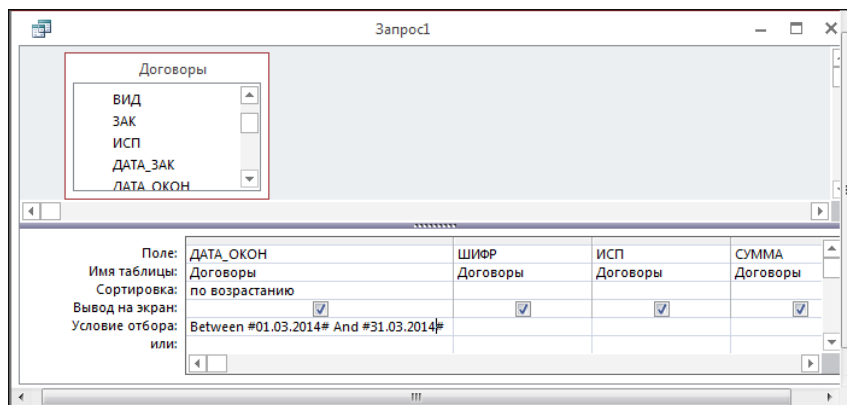 Запрос1
Договоры
ВИД
ЗАК
ИСП
ДАТА_ЗАК
ДАТА_ОКОН
Поле: ДАТА_ОКОН ШИФР ИСП СУММА
Имя таблицы: Договоры Договоры Договоры Договоры
Сортировка: по возрастанию
Вывод на экран:
Условие отбора: Between #01.03.2014# And #31.03.2014#
или: